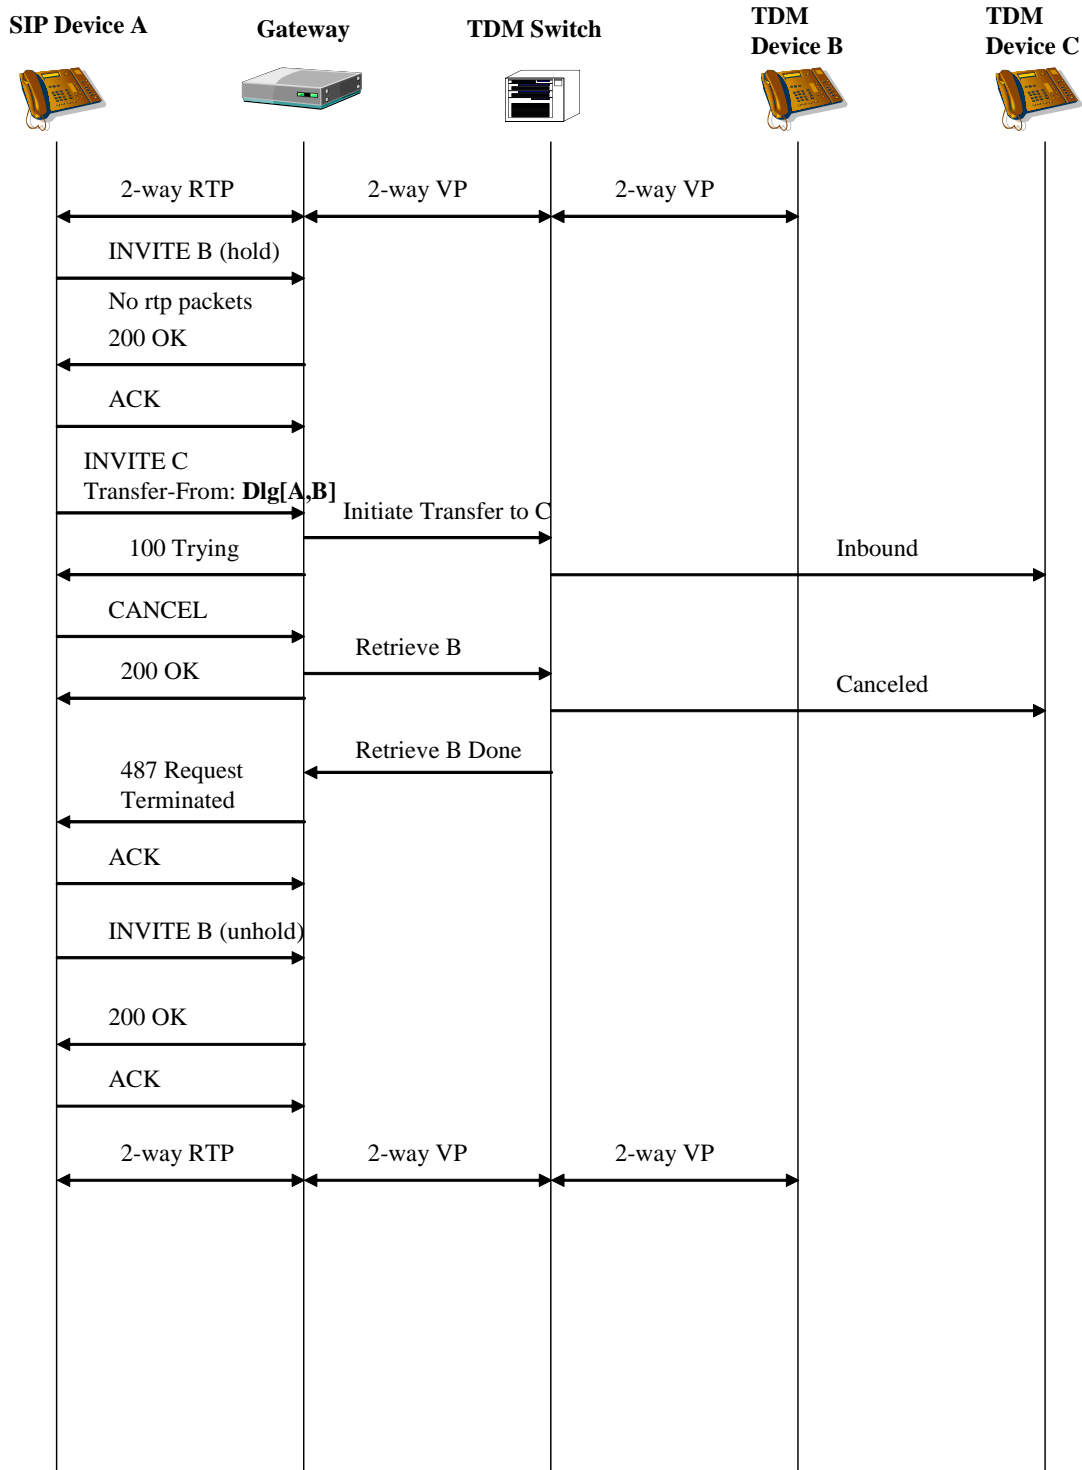 SIP Device A
Gateway
TDM Switch
TDM
Device B
TDM
Device C
2-way RTP
2-way VP
2-way VP
INVITE B (hold)
No rtp packets
200 OK
ACK
INVITE C
Transfer-From: Dlg[A,B]
Initiate Transfer to C
100 Trying
Inbound
CANCEL
Retrieve B
200 OK
Canceled
Retrieve B Done
487 Request
Terminated
ACK
INVITE B (unhold)
200 OK
ACK
2-way RTP
2-way VP
2-way VP